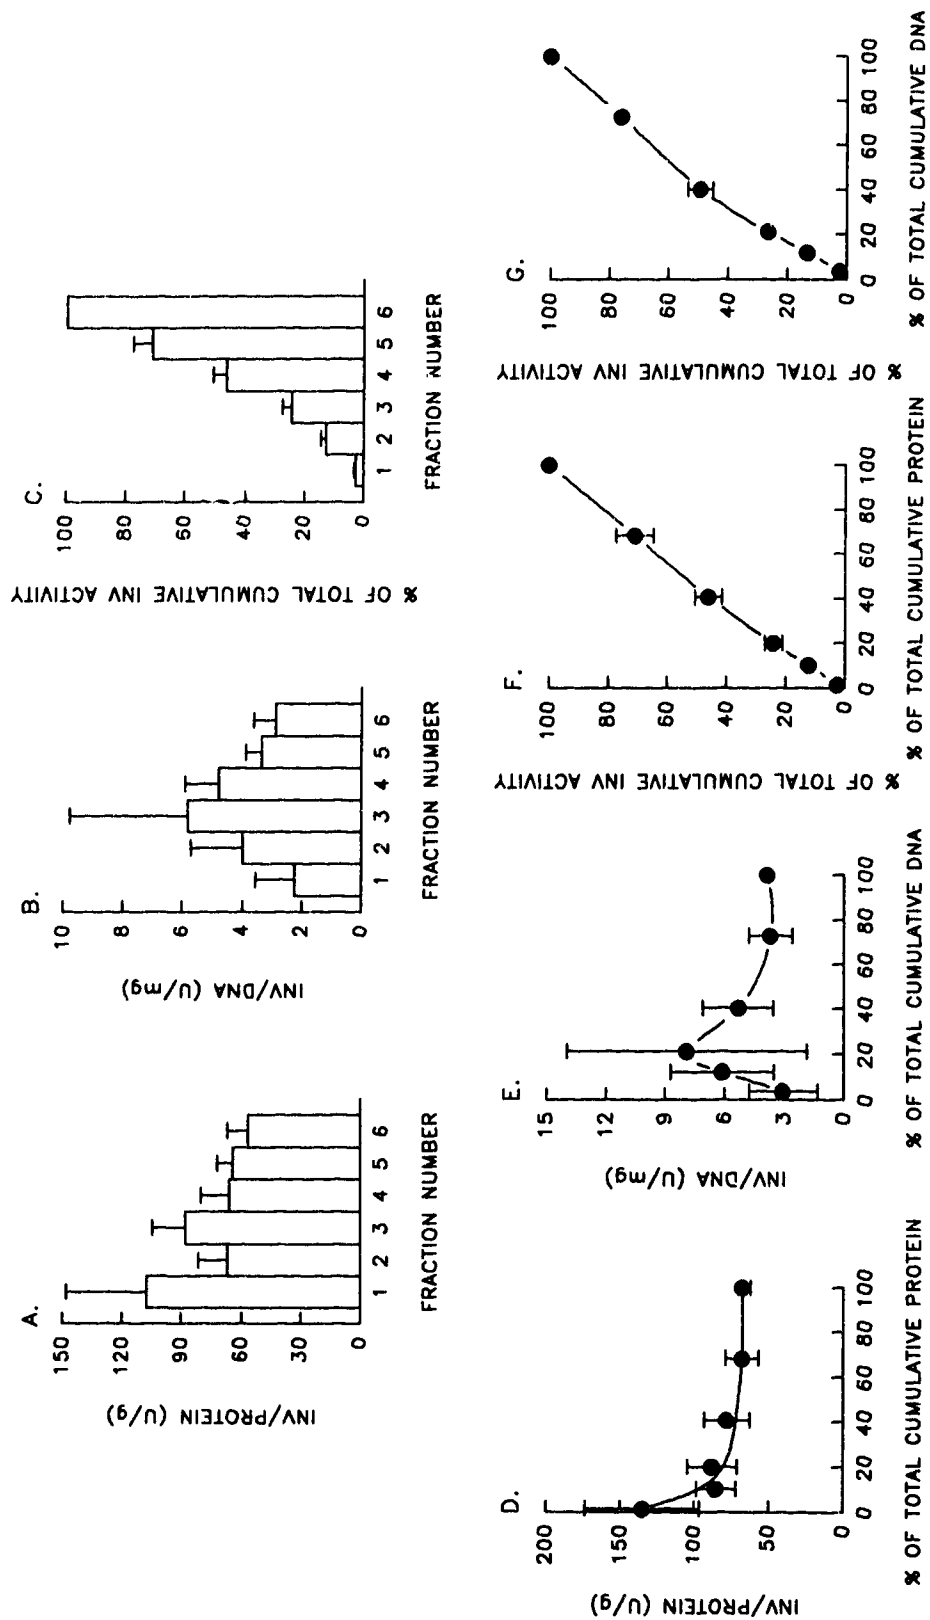 A.
INV/PROTEIN (U/g)
150
120
90
60
30
0
1 2 3 4 5 6
FRACTION NUMBER
B.
INV/DNA (U/mg)
10
8
6
4
2
0
1 2 3 4 5 6
FRACTION NUMBER
C.
% OF TOTAL CUMULATIVE INV ACTIVITY
100
80
60
40
20
0
1 2 3 4 5 6
FRACTION NUMBER
D.
INV/PROTEIN (U/g)
200
150
100
50
0
0 20 40 60 80 100
% OF TOTAL CUMULATIVE PROTEIN
E.
INV/DNA (U/mg)
15
12
9
6
3
0
0 20 40 60 80 100
% OF TOTAL CUMULATIVE DNA
F.
% OF TOTAL CUMULATIVE INV ACTIVITY
100
80
60
40
20
0 20 40 60 80 100
% OF TOTAL CUMULATIVE PROTEIN
G.
% OF TOTAL CUMULATIVE INV ACTIVITY
100
80
60
40
20
0
0 20 40 60 80 100
% OF TOTAL CUMULATIVE DNA